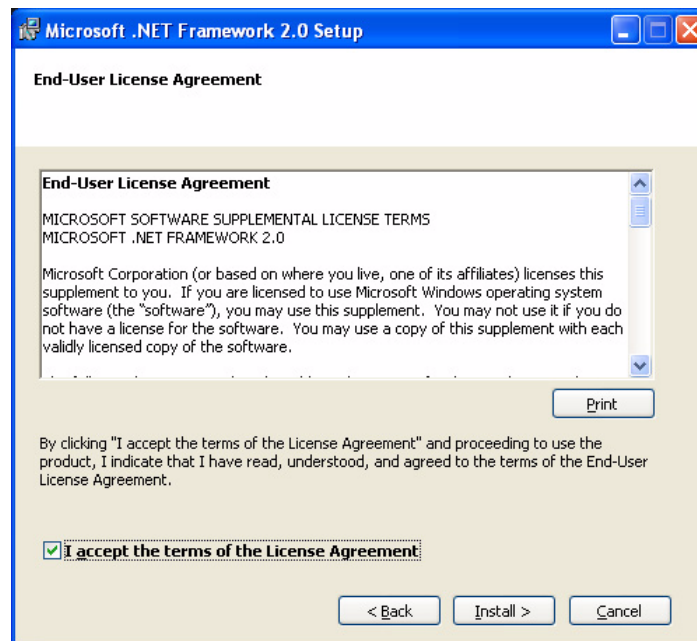 Microsoft .NET Framework 2.0 Setup
End-User License Agreement
End-User License Agreement
MICROSOFT SOFTWARE SUPPLEMENTAL LICENSE TERMS
MICROSOFT .NET FRAMEWORK 2.0
Microsoft Corporation (or based on where you live, one of its affiliates) licenses this
supplement to you.  If you are licensed to use Microsoft Windows operating system
software (the "software"), you may use this supplement.  You may not use it if you do
not have a license for the software.  You may use a copy of this supplement with each
validly licensed copy of the software.
Print
By clicking "I accept the terms of the License Agreement" and proceeding to use the
product, I indicate that I have read, understood, and agreed to the terms of the End-User
License Agreement.
I accept the terms of the License Agreement
< Back
Install >
Cancel